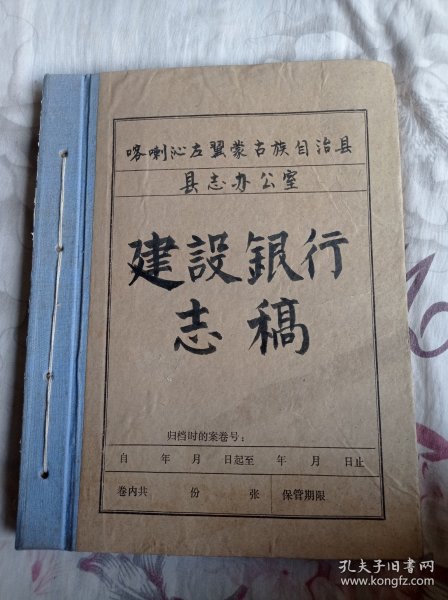 喀喇沁左翼蒙古族自治县
县志办公室
建設銀行
志稿
归档时的案卷号：
自 年 月 日起至 年 月 日止
卷内共 份 张 保管期限
孔夫子旧书网
www.kongfz.com